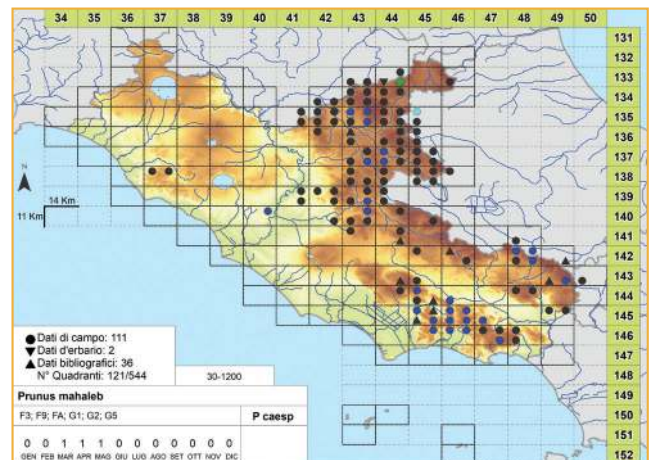 34 35 36 37 38 39 40 41 42 43 44 45 46 47 48 49 50
131
132
133
134
135
136
137
138
139
140
141
142
143
144
145
146
147
148
149
150
151
152
N
14 Km
11 Km
Dati di campo: 111
Dati d'erbario: 2
Dati bibliografici: 36
N° Quadranti: 121/544
30-1200
Prunus mahaleb
F3; F9; FA; G1; G2; G5
P caesp
0 0 1 1 1 0 0 0 0 0 0 0
GEN FEB MAR APR MAG GIU LUG AGO SET OTT NOV DIC